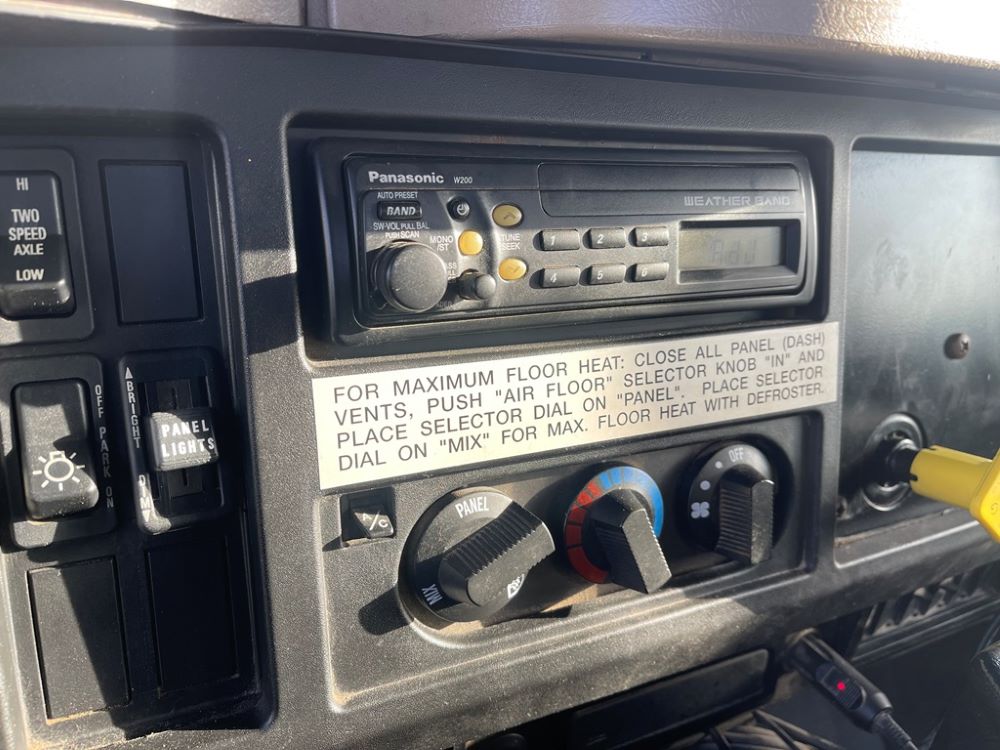 HI
TWO
SPEED
AXLE
LOW
OFF PARK ON
BRIGHT
DIM
PANEL
LIGHTS
Panasonic W200
AUTO PRESET
BAND
SW-VOL PULL BAL
PUSH SCAN
MONO
/ST
TUNE
SEEK
WEATHER BAND
1 2 3
4 5 6
FOR MAXIMUM FLOOR HEAT: CLOSE ALL PANEL (DASH)
VENTS, PUSH "AIR FLOOR" SELECTOR KNOB "IN" AND
PLACE SELECTOR DIAL ON "PANEL". PLACE SELECTOR
DIAL ON "MIX" FOR MAX. FLOOR HEAT WITH DEFROSTER.
A/C
PANEL
MIX
OFF